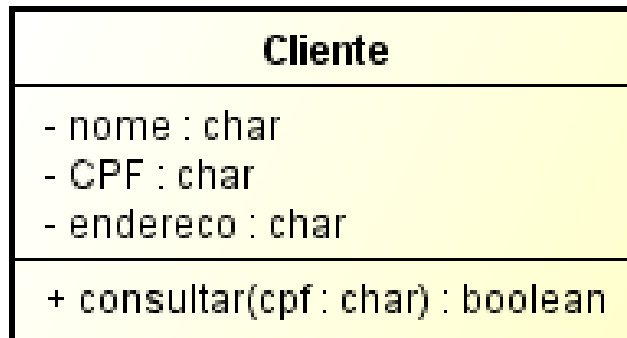 Cliente
- nome : char
- CPF : char
- endereco : char
+ consultar(cpf : char) : boolean